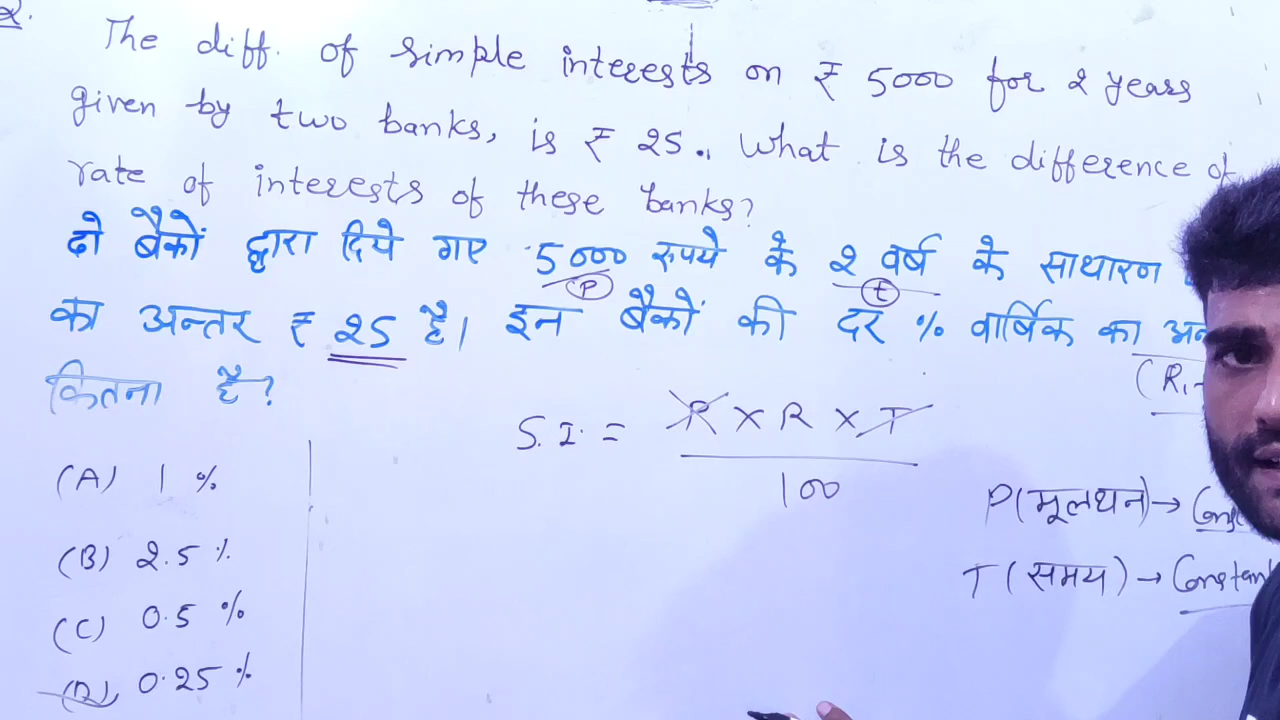 2.
The diff. of simple interests on ₹ 5000 for 2 years
given by two banks, is ₹ 25., What is the difference of
rate of interests of these banks?
दो बैकों द्वारा दिये गए 5000 रुपये के 2 वर्ष के साधारण
(P) (t)
का अन्तर ₹ 25 है। इन बैकों की दर % वार्षिक का
कितना है?
(R₁-
S.I. = P × R × T
100
(A) 1 %
(B) 2.5 %
(C) 0.5 %
(D) 0.25 %
P(मूलधन) →
T (समय) → Constant